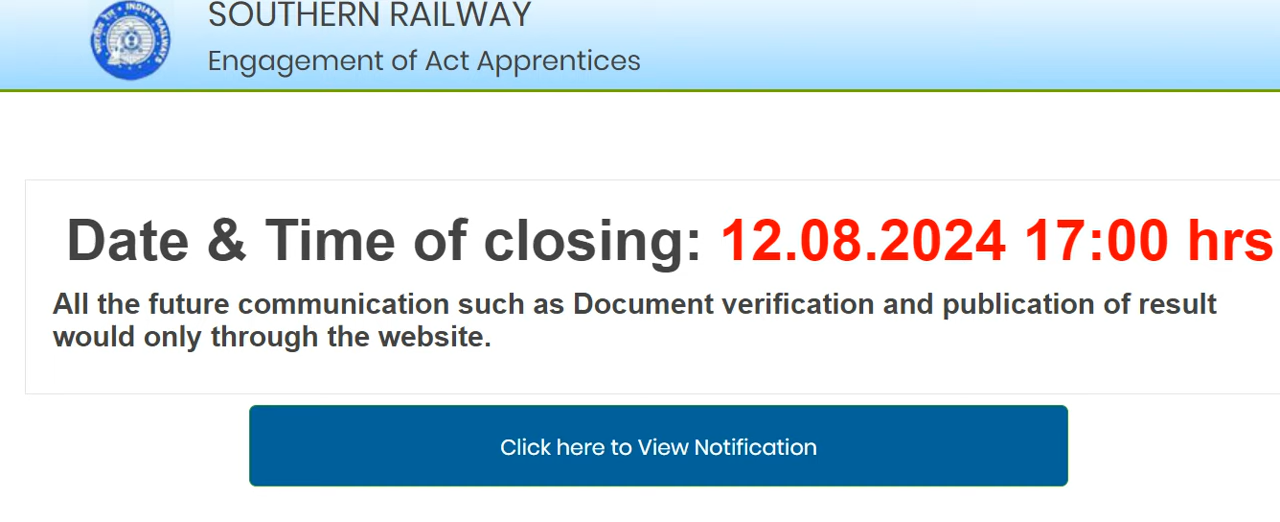 SOUTHERN RAILWAY
Engagement of Act Apprentices
INDIAN RAILWAYS
Date & Time of closing: 12.08.2024 17:00 hrs
All the future communication such as Document verification and publication of result
would only through the website.
Click here to View Notification